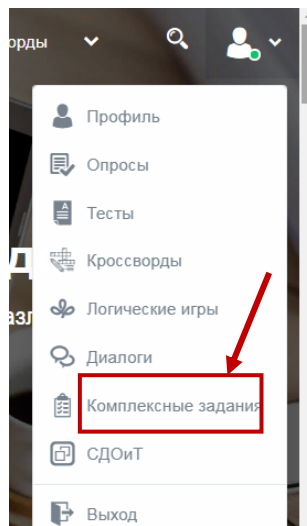 орды
Профиль
Опросы
Тесты
Кроссворды
Логические игры
Диалоги
Комплексные задания
СДОиТ
Выход